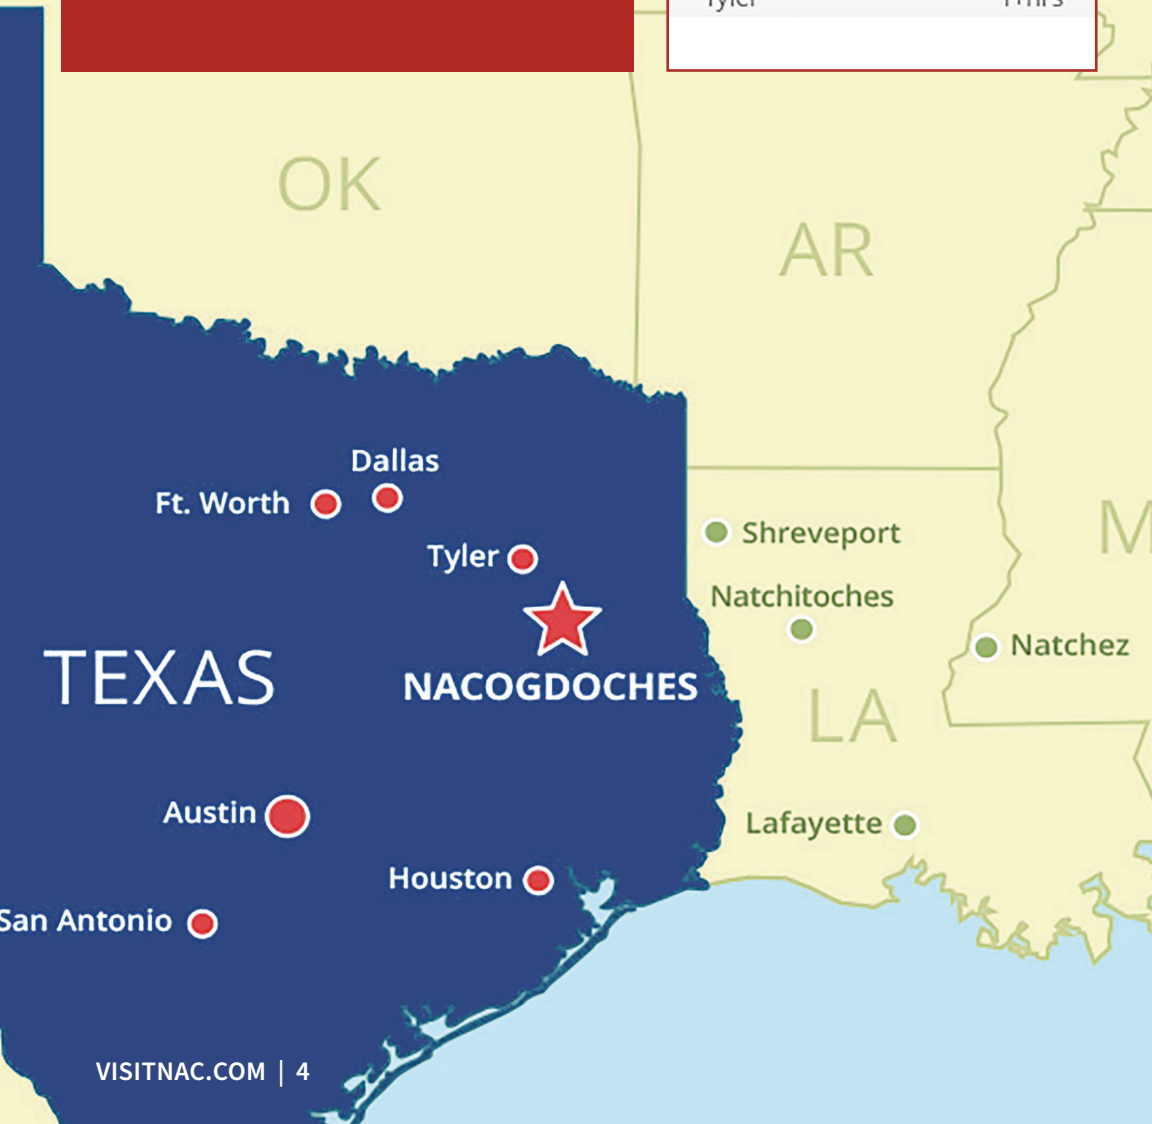 Tyler
OK
AR
Dallas
Ft. Worth
Shreveport
Tyler
Natchitoches
Natchez
TEXAS
NACOGDOCHES
LA
Austin
Lafayette
Houston
San Antonio
VISITNAC.COM | 4